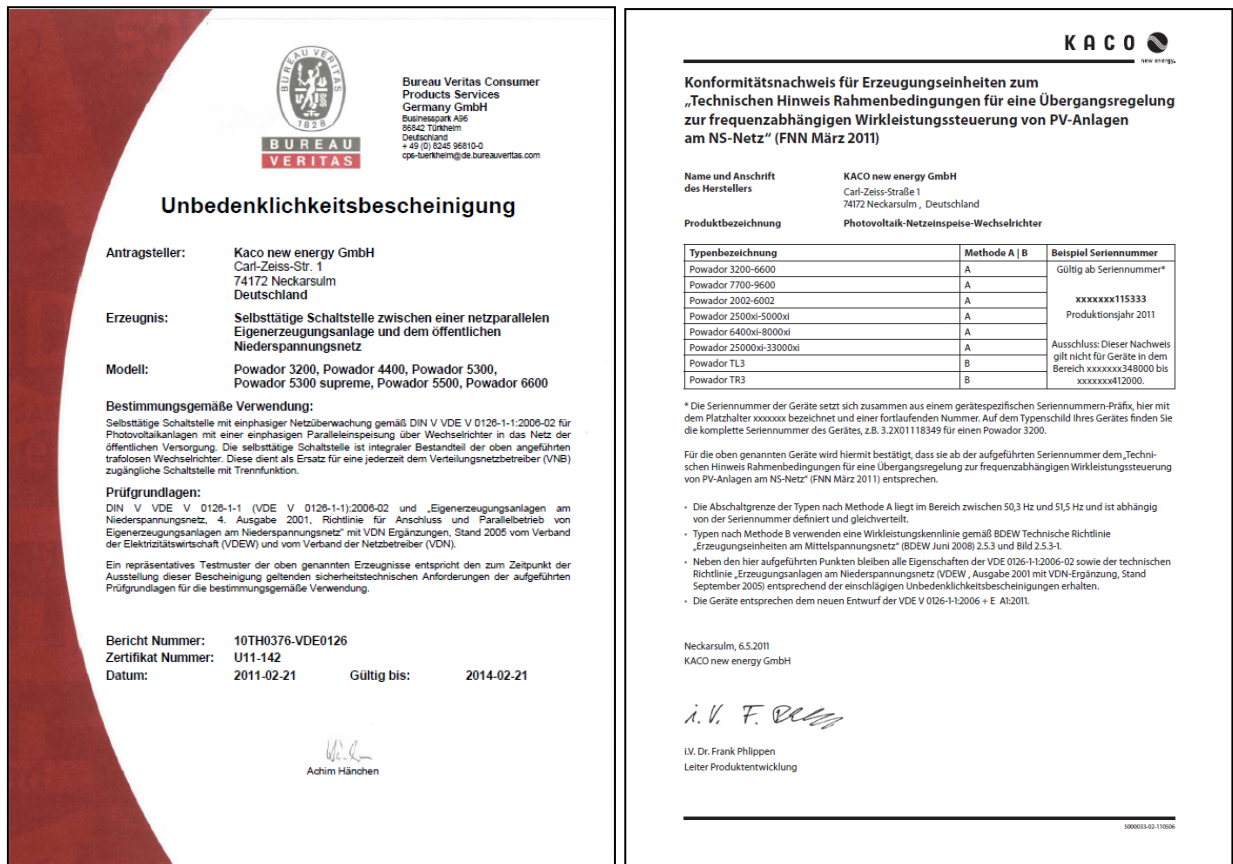 BUREAU VERITAS
1828
BUREAU
VERITAS
Bureau Veritas Consumer
Products Services
Germany GmbH
Businesspark A96
86842 Türkheim
Deutschland
+ 49 (0) 8245 96810-0
cps-tuerkheim@de.bureauveritas.com
Unbedenklichkeitsbescheinigung
Antragsteller: Kaco new energy GmbH
Carl-Zeiss-Str. 1
74172 Neckarsulm
Deutschland
Erzeugnis: Selbsttätige Schaltstelle zwischen einer netzparallelen
Eigenerzeugungsanlage und dem öffentlichen
Niederspannungsnetz
Modell: Powador 3200, Powador 4400, Powador 5300,
Powador 5300 supreme, Powador 5500, Powador 6600
Bestimmungsgemäße Verwendung:
Selbsttätige Schaltstelle mit einphasiger Netzüberwachung gemäß DIN V VDE V 0126-1-1:2006-02 für
Photovoltaikanlagen mit einer einphasigen Paralleleinspeisung über Wechselrichter in das Netz der
öffentlichen Versorgung. Die selbsttätige Schaltstelle ist integraler Bestandteil der oben angeführten
trafolosen Wechselrichter. Diese dient als Ersatz für eine jederzeit dem Verteilungsnetzbetreiber (VNB)
zugängliche Schaltstelle mit Trennfunktion.
Prüfgrundlagen:
DIN V VDE V 0126-1-1 (VDE V 0126-1-1):2006-02 und „Eigenerzeugungsanlagen am
Niederspannungsnetz, 4. Ausgabe 2001, Richtlinie für Anschluss und Parallelbetrieb von
Eigenerzeugungsanlagen am Niederspannungsnetz" mit VDN Ergänzungen, Stand 2005 vom Verband
der Elektrizitätswirtschaft (VDEW) und vom Verband der Netzbetreiber (VDN).
Ein repräsentatives Testmuster der oben genannten Erzeugnisse entspricht den zum Zeitpunkt der
Ausstellung dieser Bescheinigung geltenden sicherheitstechnischen Anforderungen der aufgeführten
Prüfgrundlagen für die bestimmungsgemäße Verwendung.
Bericht Nummer: 10TH0376-VDE0126
Zertifikat Nummer: U11-142
Datum: 2011-02-21 Gültig bis: 2014-02-21
Achim Hänchen
KACO
new energy.
Konformitätsnachweis für Erzeugungseinheiten zum
„Technischen Hinweis Rahmenbedingungen für eine Übergangsregelung
zur frequenzabhängigen Wirkleistungssteuerung von PV-Anlagen
am NS-Netz" (FNN März 2011)
Name und Anschrift KACO new energy GmbH
des Herstellers Carl-Zeiss-Straße 1
74172 Neckarsulm , Deutschland
Produktbezeichnung Photovoltaik-Netzeinspeise-Wechselrichter
Typenbezeichnung Methode A | B Beispiel Seriennummer
Powador 3200-6600 A Gültig ab Seriennummer*
Powador 7700-9600 A
Powador 2002-6002 A xxxxxxx115333
Powador 2500xi-5000xi A Produktionsjahr 2011
Powador 6400xi-8000xi A
Powador 25000xi-33000xi A Ausschluss: Dieser Nachweis
Powador TL3 B gilt nicht für Geräte in dem
Bereich xxxxxxx348000 bis
Powador TR3 B xxxxxxx412000.
* Die Seriennummer der Geräte setzt sich zusammen aus einem gerätespezifischen Seriennummern-Präfix, hier mit
dem Platzhalter xxxxxx bezeichnet und einer fortlaufenden Nummer. Auf dem Typenschild Ihres Gerätes finden Sie
die komplette Seriennummer des Gerätes, z.B. 3.2X01118349 für einen Powador 3200.
Für die oben genannten Geräte wird hiermit bestätigt, dass sie ab der aufgeführten Seriennummer dem „Techni-
schen Hinweis Rahmenbedingungen für eine Übergangsregelung zur frequenzabhängigen Wirkleistungssteuerung
von PV-Anlagen am NS-Netz" (FNN März 2011) entsprechen.
• Die Abschaltgrenze der Typen nach Methode A liegt im Bereich zwischen 50,3 Hz und 51,5 Hz und ist abhängig
von der Seriennummer definiert und gleichverteilt.
• Typen nach Methode B verwenden eine Wirkleistungskennlinie gemäß BDEW Technische Richtlinie
„Erzeugungseinheiten am Mittelspannungsnetz" (BDEW Juni 2008) 2.5.3 und Bild 2.5.3-1.
• Neben den hier aufgeführten Punkten bleiben alle Eigenschaften der VDE 0126-1-1:2006-02 sowie der technischen
Richtlinie „Erzeugungsanlagen am Niederspannungsnetz (VDEW , Ausgabe 2001 mit VDN-Ergänzung, Stand
September 2005) entsprechend der einschlägigen Unbedenklichkeitsbescheinigungen erhalten.
• Die Geräte entsprechen dem neuen Entwurf der VDE V 0126-1-1:2006 + E A1:2011.
Neckarsulm, 6.5.2011
KACO new energy GmbH
i. V. F.
i.V. Dr. Frank Phlippen
Leiter Produktentwicklung
5000033-02-110506